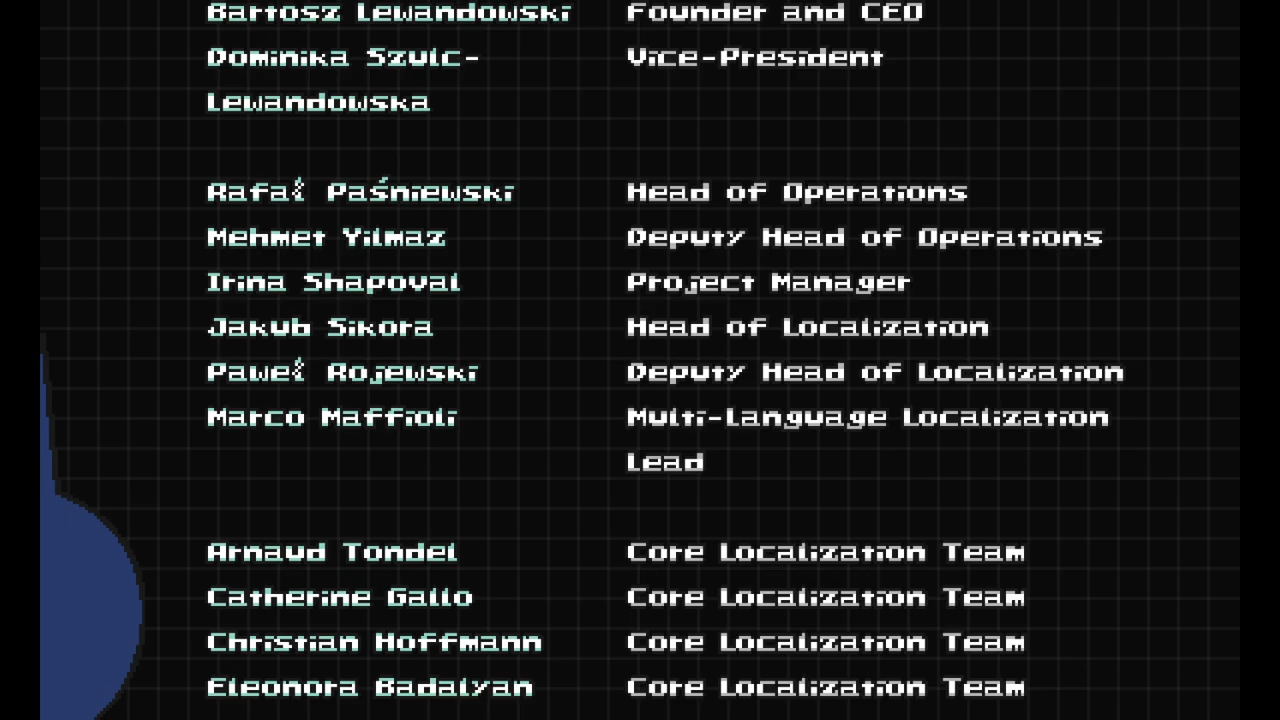 Bartosz Lewandowski Founder and CEO
Dominika Szulc- Vice-President
Lewandowska
Rafał Paśniewski Head of Operations
Mehmet Yilmaz Deputy Head of Operations
Irina Shapoval Project Manager
Jakub Sikora Head of Localization
Paweł Rojewski Deputy Head of Localization
Marco Maffioli Multi-Language Localization
Lead
Arnaud Tondel Core Localization Team
Catherine Gallo Core Localization Team
Christian Hoffmann Core Localization Team
Eleonora Badalyan Core Localization Team